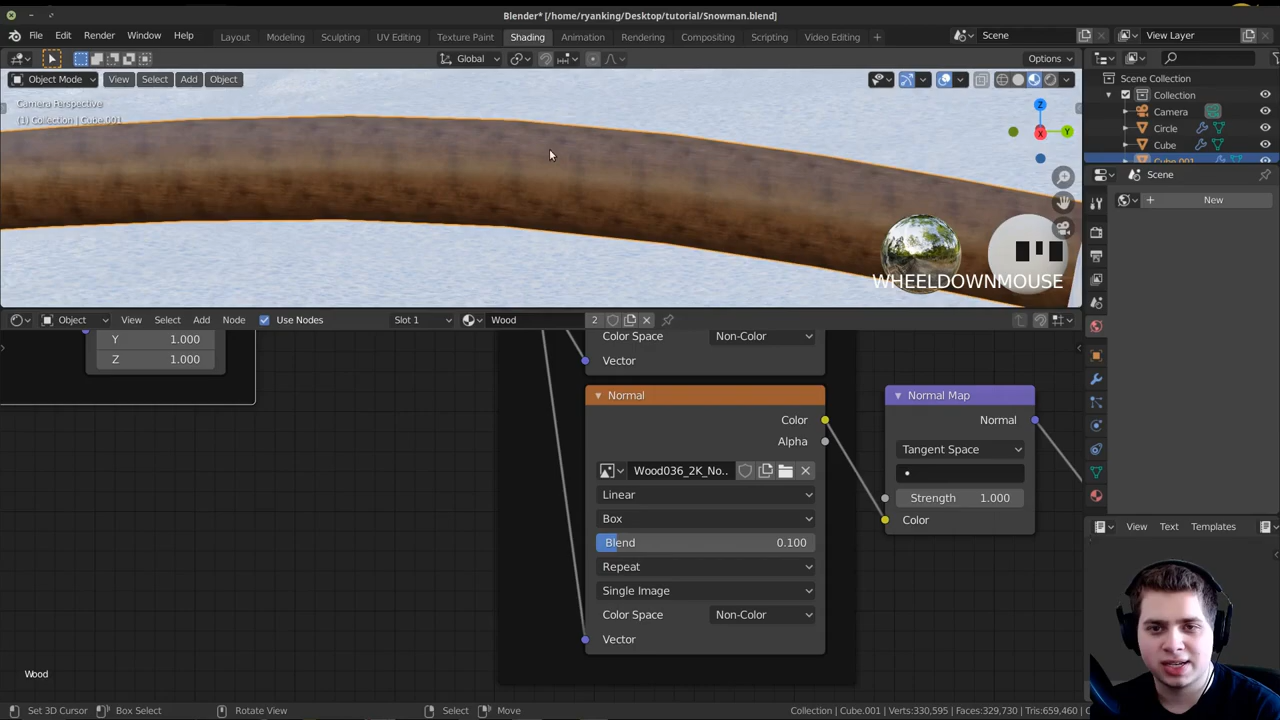 Blender* [/home/ryanking/Desktop/tutorial/Snowman.blend]
File Edit Render Window Help Layout Modeling Sculpting UV Editing Texture Paint Shading Animation Rendering Compositing Scripting Video Editing + Scene View Layer
Global Options
Object Mode View Select Add Object
Scene Collection
Collection
Camera
Circle
Cube
Cube.001
Camera Perspective
(1) Collection | Cube.001
Z
Y
X
Scene
+ New
WHEELDOWNMOUSE
Object View Select Add Node Use Nodes Slot 1 Wood 2
Y 1.000
Z 1.000
Color Space Non-Color
Vector
Normal
Color
Alpha
Wood036_2K_No..
Linear
Box
Blend 0.100
Repeat
Single Image
Color Space Non-Color
Vector
Normal Map
Normal
Tangent Space
Strength 1.000
Color
View Text Templates
Wood
Set 3D Cursor Box Select Rotate View Select Move Collection | Cube.001 | Verts:330,595 | Faces:329,730 | Tris:659,460